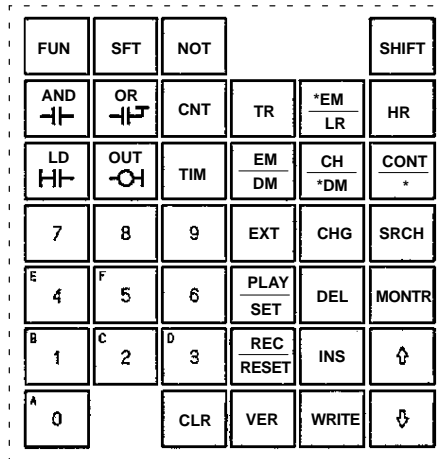 FUN SFT NOT SHIFT
AND OR CNT TR *EM HR
LR
LD OUT TIM EM CH CONT
DM *DM *
7 8 9 EXT CHG SRCH
E 4 F 5 6 PLAY DEL MONTR
SET
B 1 C 2 D 3 REC INS
RESET
A 0 CLR VER WRITE